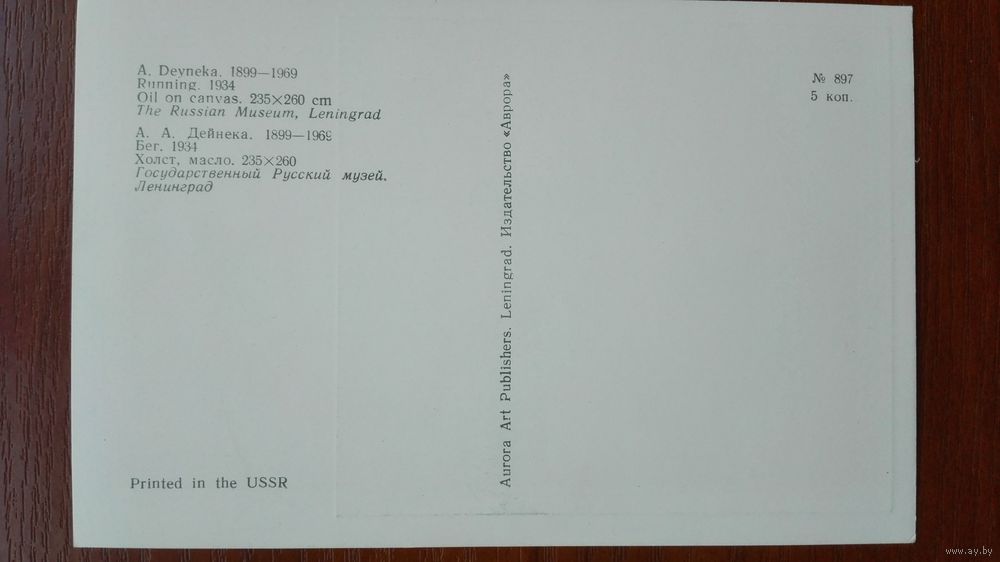 A. Deyneka. 1899—1969
Running. 1934
Oil on canvas. 235×260 cm
The Russian Museum, Leningrad
А. А. Дейнека. 1899—1969
Бег. 1934
Холст, масло. 235×260
Государственный Русский музей.
Ленинград
Printed in the USSR
Aurora Art Publishers. Leningrad. Издательство «Аврора»
№ 897
5 коп.
www.ay.by